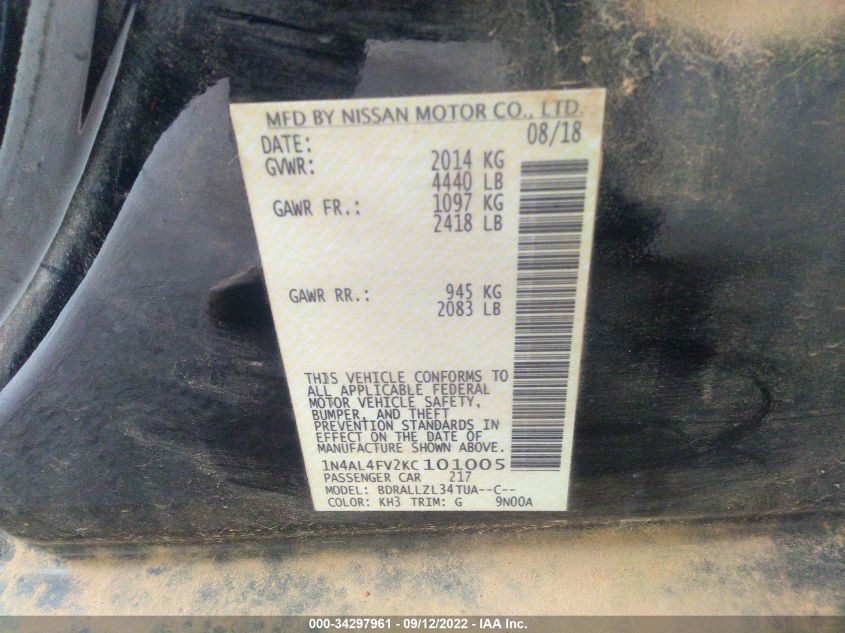 MFD BY NISSAN MOTOR CO., LTD.
DATE: 08/18
GVWR: 2014 KG
4440 LB
GAWR FR.: 1097 KG
2418 LB
GAWR RR.: 945 KG
2083 LB
THIS VEHICLE CONFORMS TO
ALL APPLICABLE FEDERAL
MOTOR VEHICLE SAFETY,
BUMPER, AND THEFT
PREVENTION STANDARDS IN
EFFECT ON THE DATE OF
MANUFACTURE SHOWN ABOVE.
1N4AL4FV2KC101005
PASSENGER CAR 217
MODEL: BDRALLZL34TUA--C--
COLOR: KH3 TRIM: G 9N00A
000-34297961 - 09/12/2022 - IAA Inc.